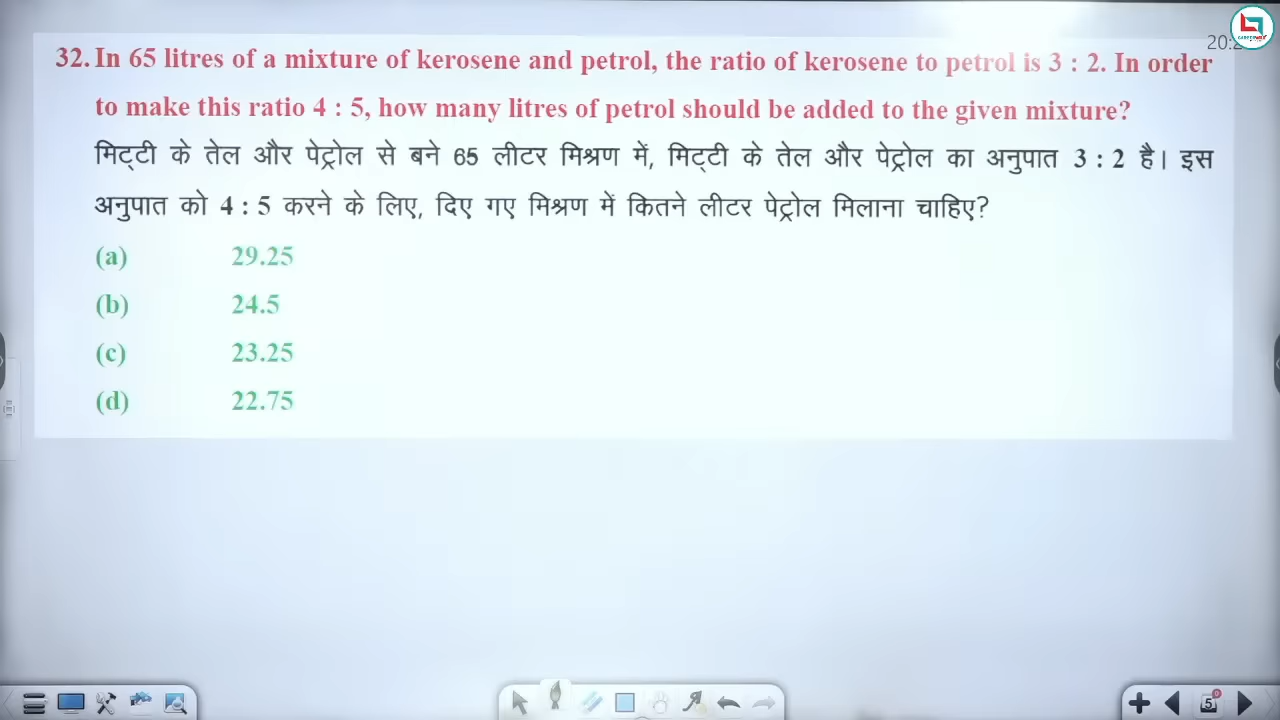 20:2
32. In 65 litres of a mixture of kerosene and petrol, the ratio of kerosene to petrol is 3 : 2. In order
to make this ratio 4 : 5, how many litres of petrol should be added to the given mixture?
मिट्टी के तेल और पेट्रोल से बने 65 लीटर मिश्रण में, मिट्टी के तेल और पेट्रोल का अनुपात 3 : 2 है। इस
अनुपात को 4 : 5 करने के लिए, दिए गए मिश्रण में कितने लीटर पेट्रोल मिलाना चाहिए?
(a) 29.25
(b) 24.5
(c) 23.25
(d) 22.75
5